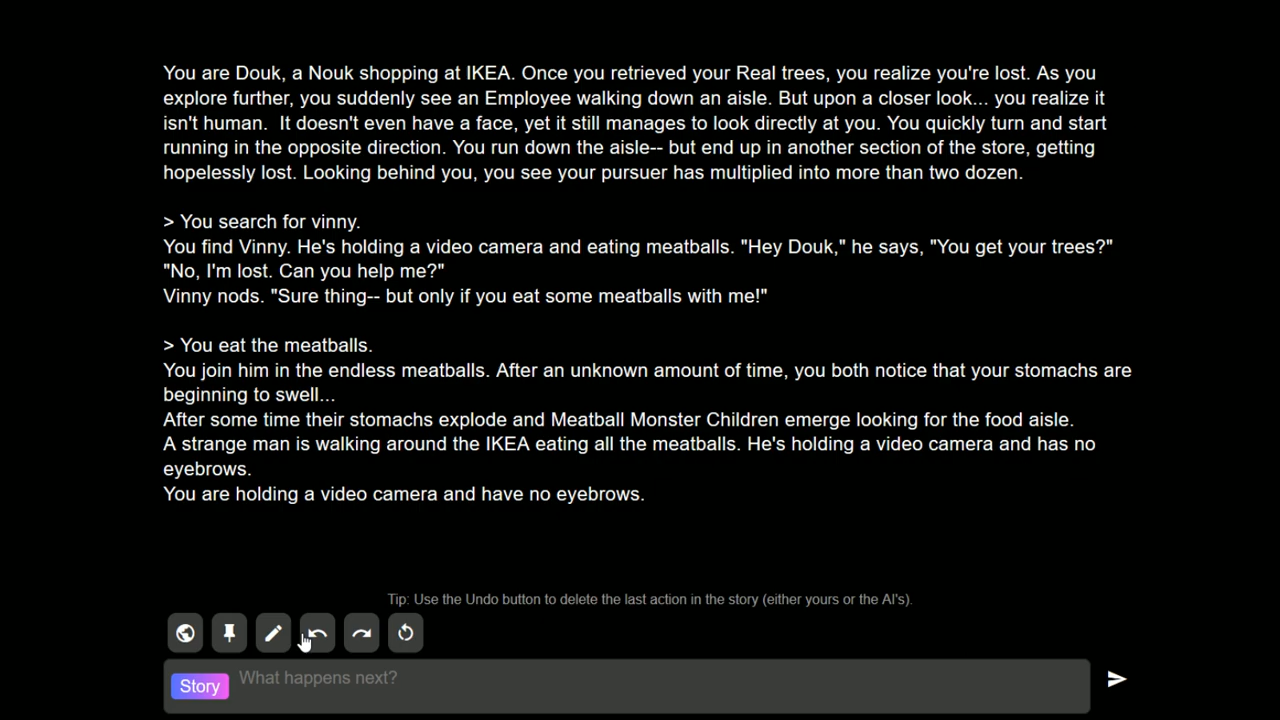 You are Douk, a Nouk shopping at IKEA. Once you retrieved your Real trees, you realize you're lost. As you
explore further, you suddenly see an Employee walking down an aisle. But upon a closer look... you realize it
isn't human.  It doesn't even have a face, yet it still manages to look directly at you. You quickly turn and start
running in the opposite direction. You run down the aisle-- but end up in another section of the store, getting
hopelessly lost. Looking behind you, you see your pursuer has multiplied into more than two dozen.
> You search for vinny.
You find Vinny. He's holding a video camera and eating meatballs. "Hey Douk," he says, "You get your trees?"
"No, I'm lost. Can you help me?"
Vinny nods. "Sure thing-- but only if you eat some meatballs with me!"
> You eat the meatballs.
You join him in the endless meatballs. After an unknown amount of time, you both notice that your stomachs are
beginning to swell...
After some time their stomachs explode and Meatball Monster Children emerge looking for the food aisle.
A strange man is walking around the IKEA eating all the meatballs. He's holding a video camera and has no
eyebrows.
You are holding a video camera and have no eyebrows.
Tip: Use the Undo button to delete the last action in the story (either yours or the AI's).
Story What happens next?